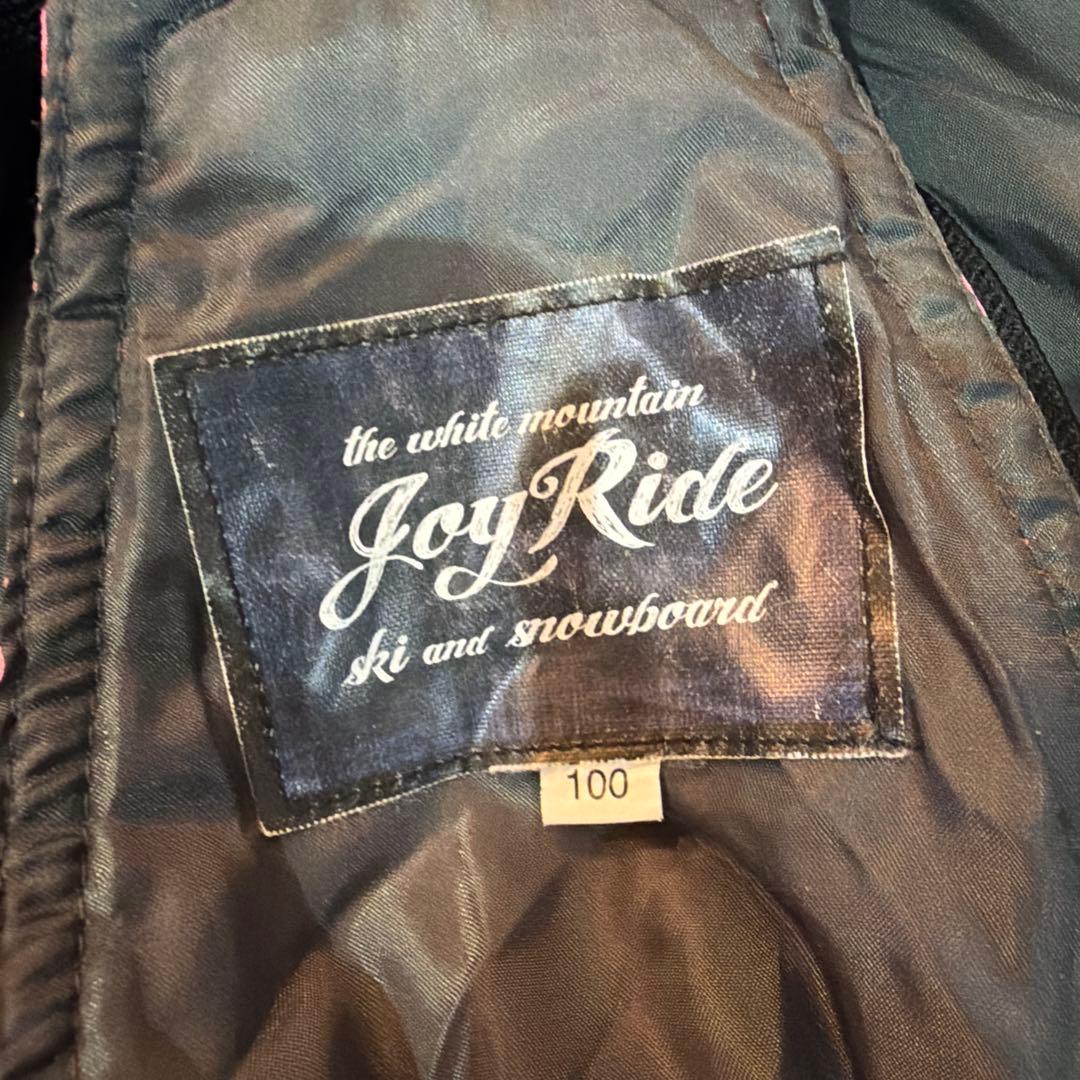 the white mountain
JoyRide
ski and snowboard
100